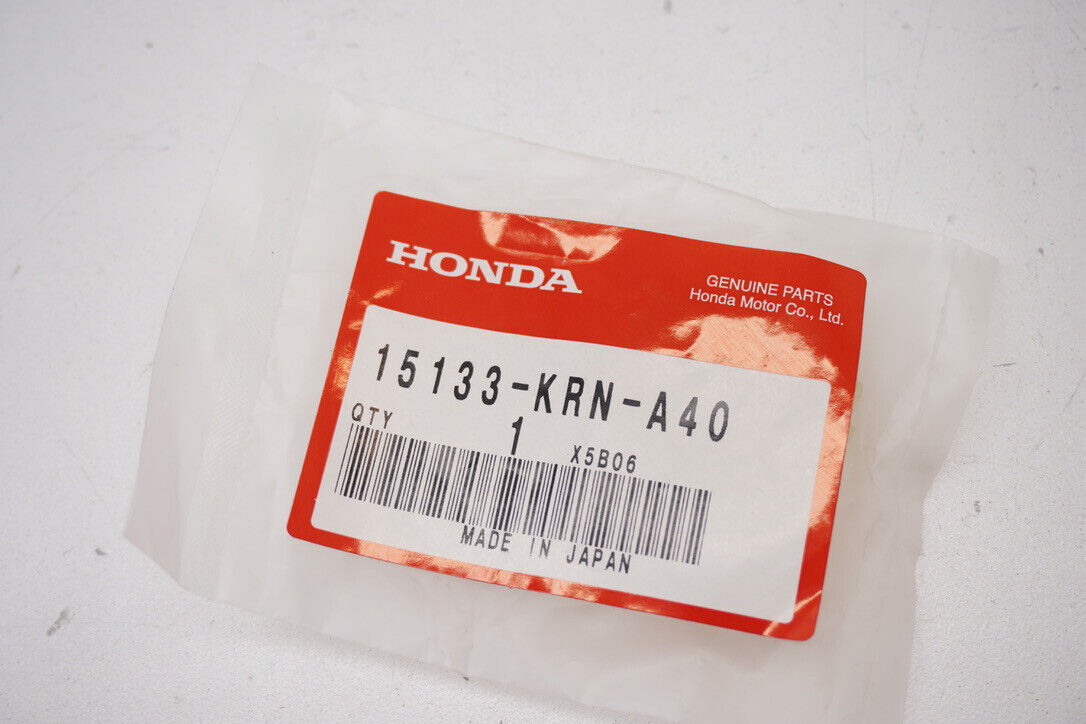 HONDA
GENUINE PARTS
Honda Motor Co., Ltd.
15133-KRN-A40
QTY 1 X5B06
MADE IN JAPAN